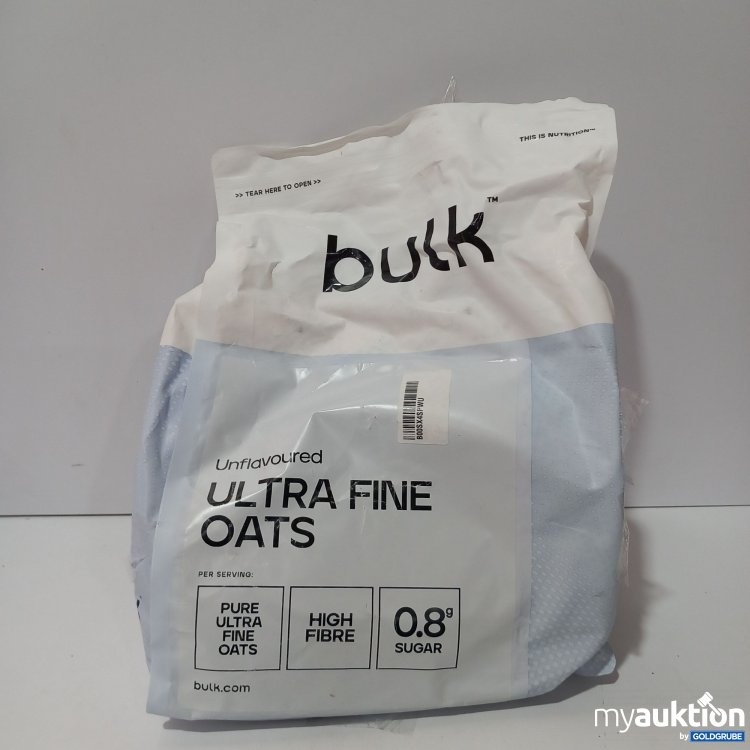 THIS IS NUTRITION™
>> TEAR HERE TO OPEN >>
bulk™
B00SX4SPWU
Unflavoured
ULTRA FINE
OATS
PER SERVING:
PURE
ULTRA
FINE
OATS
HIGH
FIBRE
0.8g
SUGAR
bulk.com
myauktion
by GOLDGRUBE